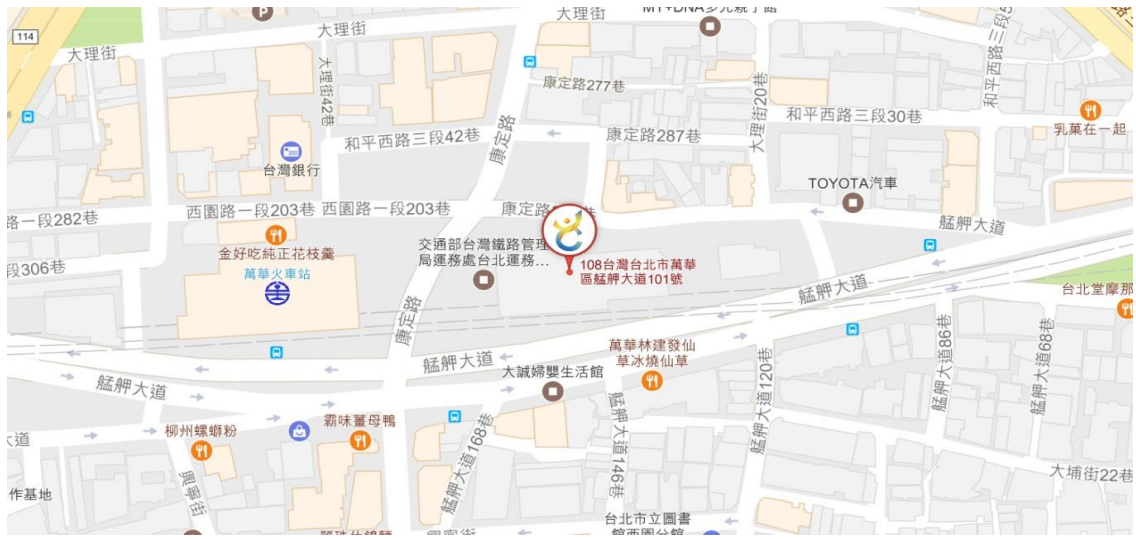 大理街
MY+DNA多元親子館
114
大理街
大理街
大理街42巷
康定路277巷
大理街20巷
和平西路三段5
和平西路三段30巷
乳菓在一起
和平西路三段42巷
康定路
康定路287巷
台灣銀行
TOYOTA汽車
路一段282巷
西園路一段203巷
西園路一段203巷
康定路2
巷
艋舺大道
金好吃純正花枝羹
交通部台灣鐵路管理
局運務處台北運務...
108台灣台北市萬華
區艋舺大道101號
段306巷
萬華火車站
艋舺大道
台北堂摩那
康定路
艋舺大道
萬華林建發仙
草冰燒仙草
艋舺大道86巷
艋舺大道68巷
艋舺大道
大誠婦嬰生活館
艋舺大道120巷
柳州螺螄粉
霸味薑母鴨
艋舺大道168巷
艋舺大道146巷
大道
大埔街22巷
作基地
興寧街
台北市立圖書
館西園分館
興寧街